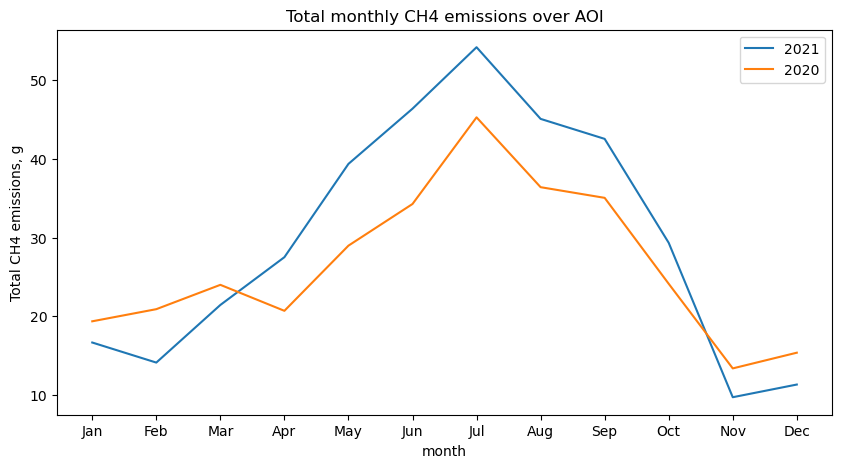 Total monthly CH4 emissions over AOI
2021
2020
Total CH4 emissions, g
50
40
30
20
10
Jan Feb Mar Apr May Jun Jul Aug Sep Oct Nov Dec
month